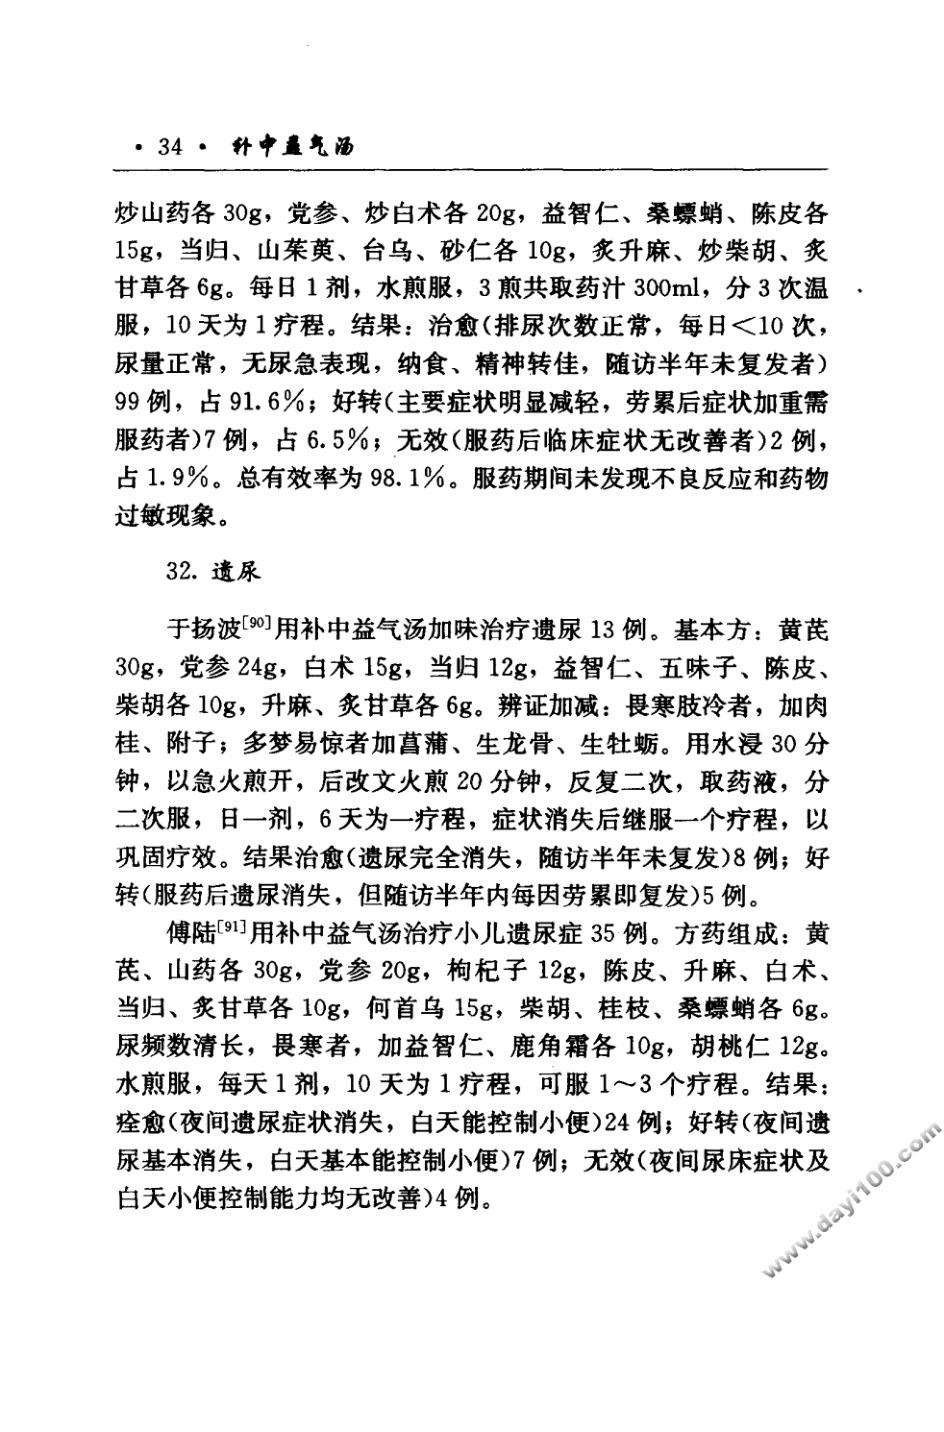 · 34 · 补中益气汤
炒山药各 30g，党参、炒白术各 20g，益智仁、桑螵蛸、陈皮各
15g，当归、山茱萸、台乌、砂仁各 10g，炙升麻、炒柴胡、炙
甘草各 6g。每日 1 剂，水煎服，3 煎共取药汁 300ml，分 3 次温
服，10 天为 1 疗程。结果：治愈(排尿次数正常，每日＜10 次，
尿量正常，无尿急表现，纳食、精神转佳，随访半年未复发者)
99 例，占 91.6%；好转(主要症状明显减轻，劳累后症状加重需
服药者)7 例，占 6.5%；无效(服药后临床症状无改善者)2 例，
占 1.9%。总有效率为 98.1%。服药期间未发现不良反应和药物
过敏现象。
32. 遗尿
于扬波[90]用补中益气汤加味治疗遗尿 13 例。基本方：黄芪
30g，党参 24g，白术 15g，当归 12g，益智仁、五味子、陈皮、
柴胡各 10g，升麻、炙甘草各 6g。辨证加减：畏寒肢冷者，加肉
桂、附子；多梦易惊者加菖蒲、生龙骨、生牡蛎。用水浸 30 分
钟，以急火煎开，后改文火煎 20 分钟，反复二次，取药液，分
二次服，日一剂，6 天为一疗程，症状消失后继服一个疗程，以
巩固疗效。结果治愈(遗尿完全消失，随访半年未复发)8 例；好
转(服药后遗尿消失，但随访半年内每因劳累即复发)5 例。
傅陆[91]用补中益气汤治疗小儿遗尿症 35 例。方药组成：黄
芪、山药各 30g，党参 20g，枸杞子 12g，陈皮、升麻、白术、
当归、炙甘草各 10g，何首乌 15g，柴胡、桂枝、桑螵蛸各 6g。
尿频数清长，畏寒者，加益智仁、鹿角霜各 10g，胡桃仁 12g。
水煎服，每天 1 剂，10 天为 1 疗程，可服 1～3 个疗程。结果：
痊愈(夜间遗尿症状消失，白天能控制小便)24 例；好转(夜间遗
尿基本消失，白天基本能控制小便)7 例；无效(夜间尿床症状及
白天小便控制能力均无改善)4 例。
www.dayi100.com